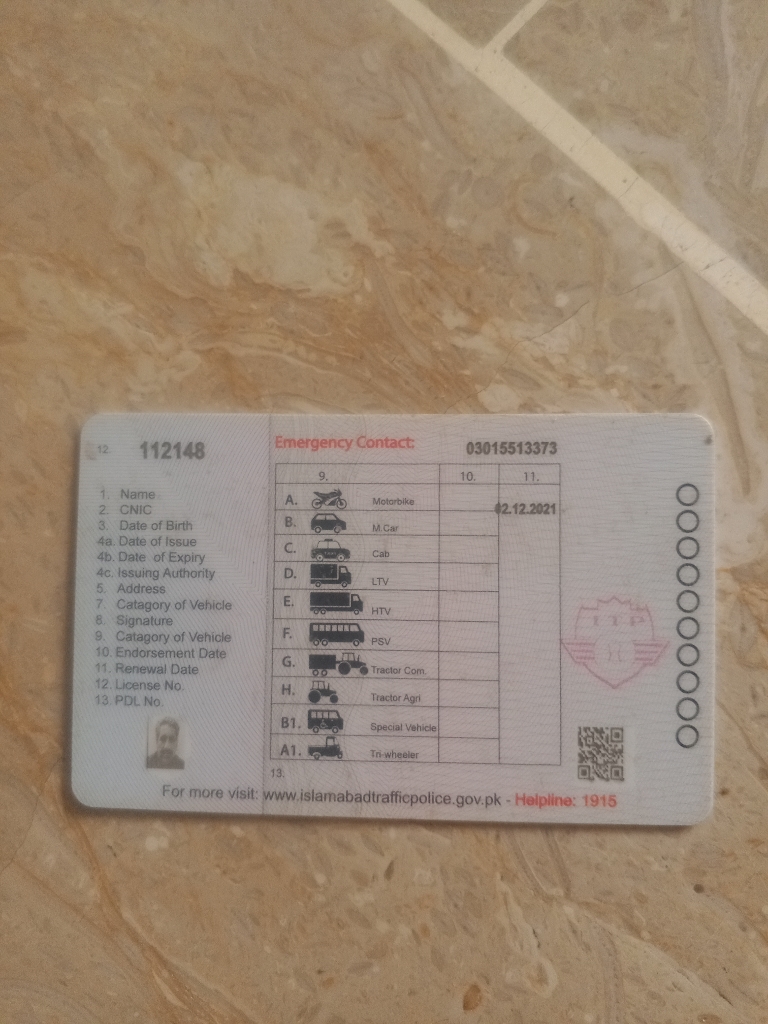 12. 112148
Emergency Contact: 03015513373
1. Name
2. CNIC
3. Date of Birth
4a. Date of Issue
4b. Date of Expiry
4c. Issuing Authority
5. Address
7. Catagory of Vehicle
8. Signature
9. Catagory of Vehicle
10. Endorsement Date
11. Renewal Date
12. License No.
13. PDL No.
9. 10. 11.
A. Motorbike 02.12.2021
B. M.Car
C. Cab
D. LTV
E. HTV
F. PSV
G. Tractor Com.
H. Tractor Agri.
B1. Special Vehicle
A1. Tri-wheeler
13.
ITP
For more visit: www.islamabadtrafficpolice.gov.pk - Helpline: 1915